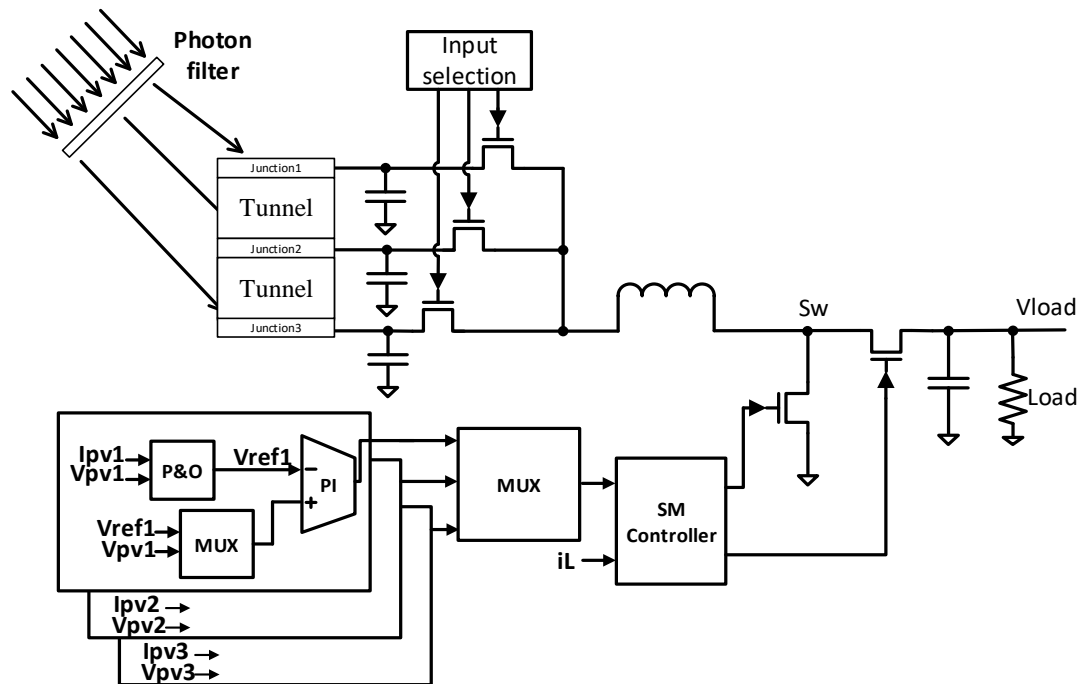 Photon
filter
Input
selection
Junction1
Tunnel
Junction2
Tunnel
Junction3
Sw
Vload
Load
Ipv1
Vpv1
P&O
Vref1
−
+
PI
Vref1
Vpv1
MUX
MUX
SM
Controller
iL
Ipv2
Vpv2
Ipv3
Vpv3